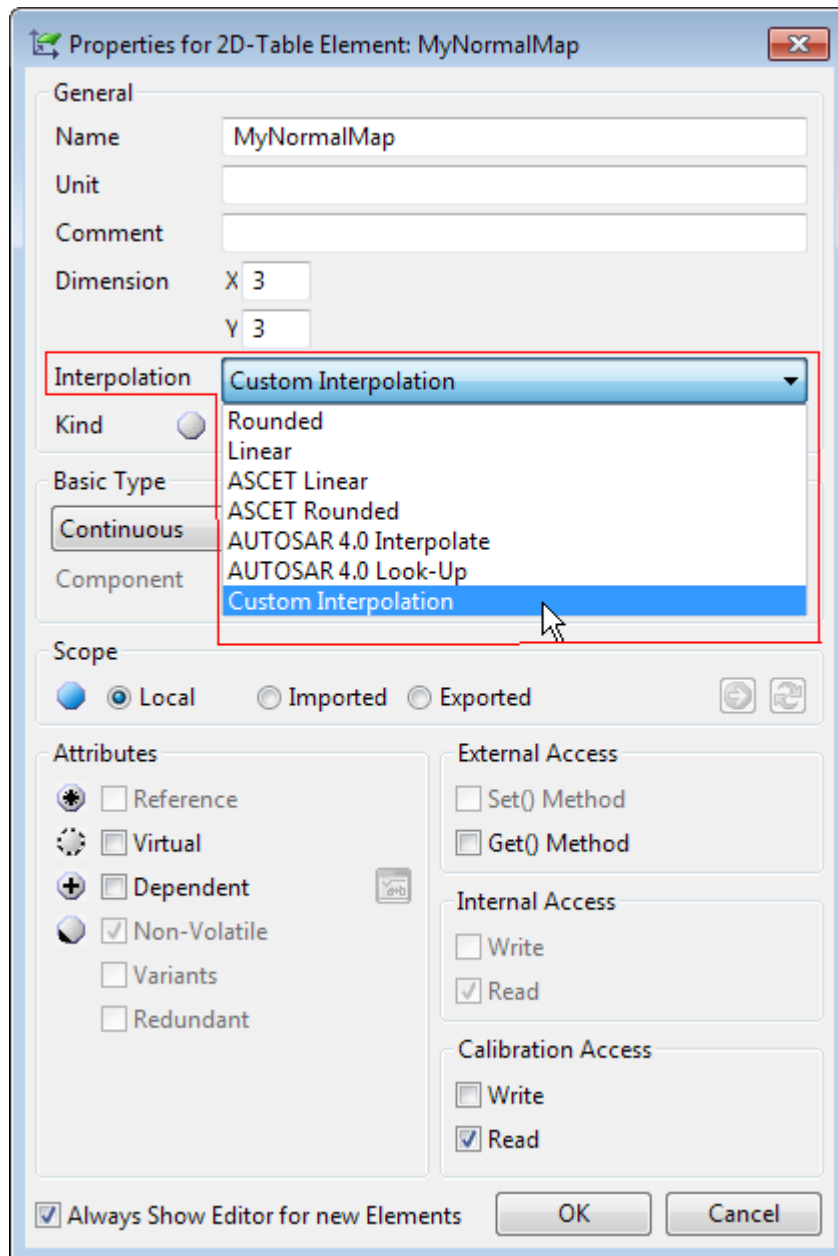 Properties for 2D-Table Element: MyNormalMap
General
Name MyNormalMap
Unit
Comment
Dimension X 3
Y 3
Interpolation Custom Interpolation
Kind Rounded
Linear
Basic Type ASCET Linear
ASCET Rounded
Continuous
AUTOSAR 4.0 Interpolate
Component AUTOSAR 4.0 Look-Up
Custom Interpolation
Scope
Local Imported Exported
Attributes External Access
Reference Set() Method
Virtual Get() Method
Dependent a+b
Internal Access
Non-Volatile Write
Variants Read
Redundant
Calibration Access
Write
Read
Always Show Editor for new Elements OK Cancel